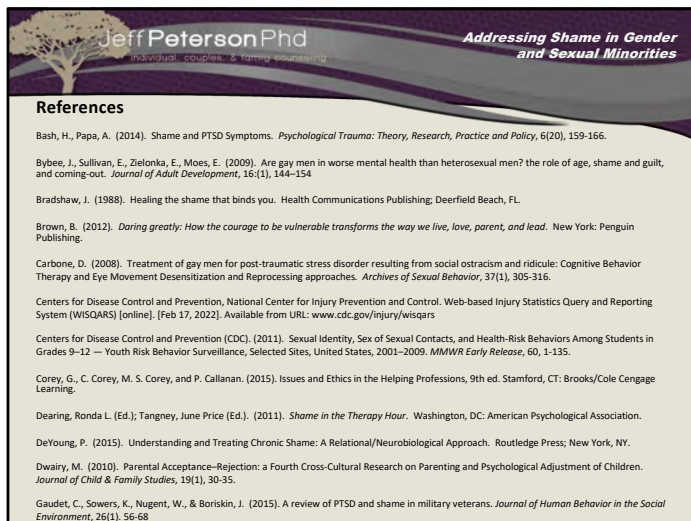 Jeff Peterson Phd
individual, couples, & family counseling
Addressing Shame in Gender
and Sexual Minorities
References
Bash, H., Papa, A. (2014). Shame and PTSD Symptoms. Psychological Trauma: Theory, Research, Practice and Policy, 6(20), 159-166.
Bybee, J., Sullivan, E., Zielonka, E., Moes, E. (2009). Are gay men in worse mental health than heterosexual men? the role of age, shame and guilt,
and coming-out. Journal of Adult Development, 16:(1), 144–154
Bradshaw, J. (1988). Healing the shame that binds you. Health Communications Publishing; Deerfield Beach, FL.
Brown, B. (2012). Daring greatly: How the courage to be vulnerable transforms the way we live, love, parent, and lead. New York: Penguin
Publishing.
Carbone, D. (2008). Treatment of gay men for post-traumatic stress disorder resulting from social ostracism and ridicule: Cognitive Behavior
Therapy and Eye Movement Desensitization and Reprocessing approaches. Archives of Sexual Behavior, 37(1), 305-316.
Centers for Disease Control and Prevention, National Center for Injury Prevention and Control. Web-based Injury Statistics Query and Reporting
System (WISQARS) [online]. [Feb 17, 2022]. Available from URL: www.cdc.gov/injury/wisqars
Centers for Disease Control and Prevention (CDC). (2011). Sexual Identity, Sex of Sexual Contacts, and Health-Risk Behaviors Among Students in
Grades 9–12 — Youth Risk Behavior Surveillance, Selected Sites, United States, 2001–2009. MMWR Early Release, 60, 1-135.
Corey, G., C. Corey, M. S. Corey, and P. Callanan. (2015). Issues and Ethics in the Helping Professions, 9th ed. Stamford, CT: Brooks/Cole Cengage
Learning.
Dearing, Ronda L. (Ed.); Tangney, June Price (Ed.). (2011). Shame in the Therapy Hour. Washington, DC: American Psychological Association.
DeYoung, P. (2015). Understanding and Treating Chronic Shame: A Relational/Neurobiological Approach. Routledge Press; New York, NY.
Dwairy, M. (2010). Parental Acceptance–Rejection: a Fourth Cross-Cultural Research on Parenting and Psychological Adjustment of Children.
Journal of Child & Family Studies, 19(1), 30-35.
Gaudet, C., Sowers, K., Nugent, W., & Boriskin, J. (2015). A review of PTSD and shame in military veterans. Journal of Human Behavior in the Social
Environment, 26(1). 56-68